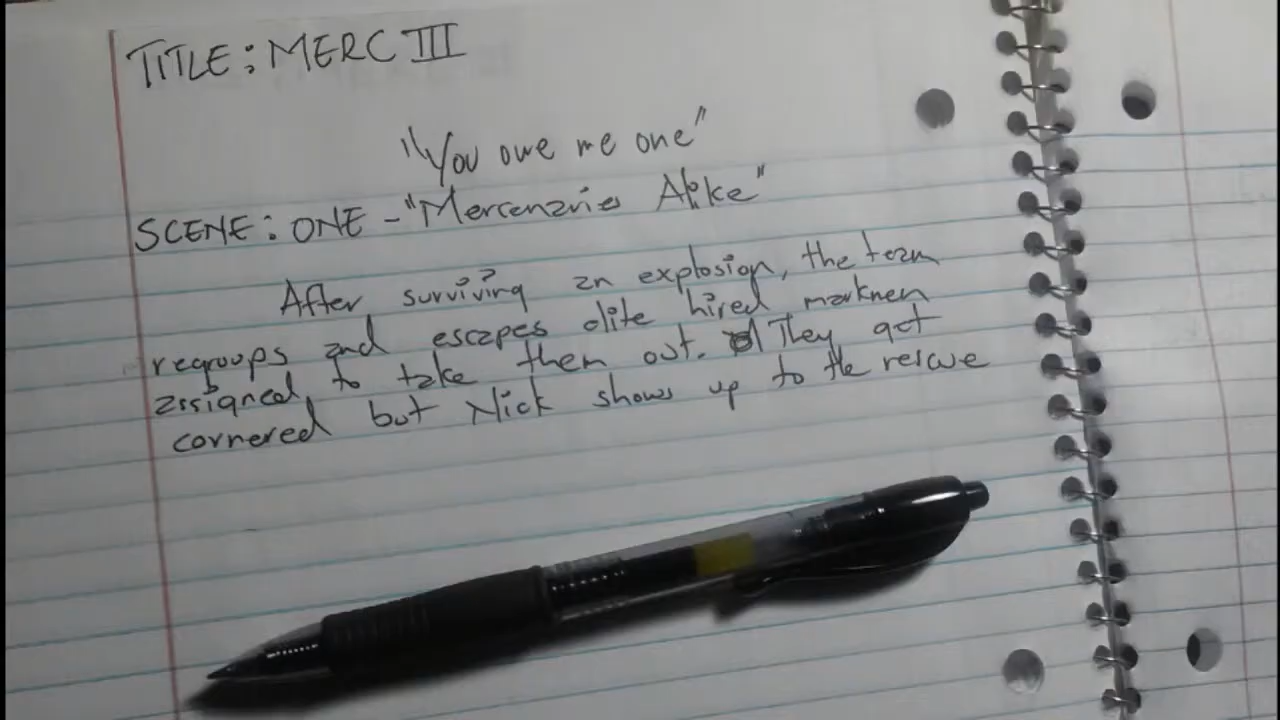 TITLE: MERC III
"You owe me one"
SCENE: ONE - "Mercenaries Alike"
After surviving an explosion, the team
regroups and escapes elite hired markmen
assigned to take them out. They get
cornered but Nick shows up to the rescue